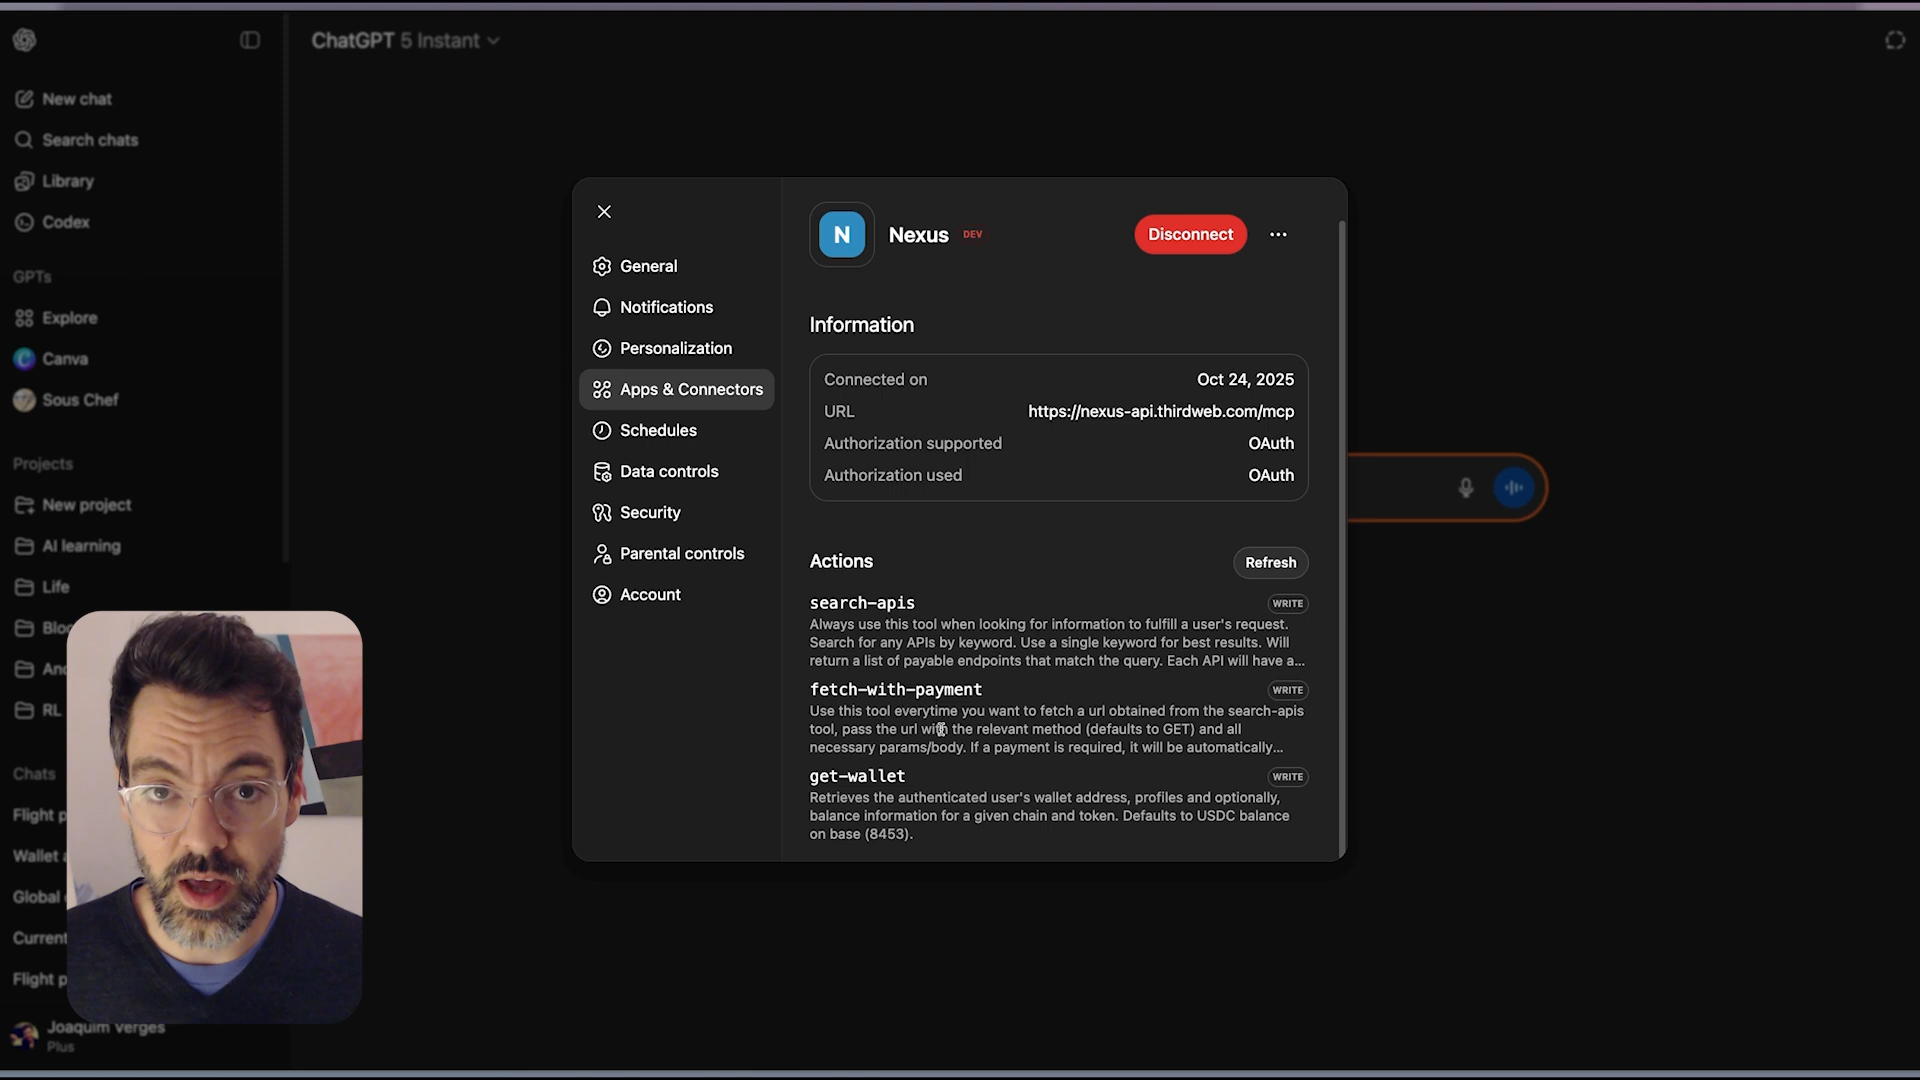 ChatGPT 5 Instant
New chat
Search chats
Library
Codex
GPTs
Explore
Canva
Sous Chef
Projects
New project
AI learning
Life
RL
Chats
Flight
Wallet
Global
Current
Flight
Joaquim Verges
Plus
General
Notifications
Personalization
Apps & Connectors
Schedules
Data controls
Security
Parental controls
Account
N
Nexus DEV
Disconnect
Information
Connected on Oct 24, 2025
URL https://nexus-api.thirdweb.com/mcp
Authorization supported OAuth
Authorization used OAuth
Actions
Refresh
search-apis WRITE
Always use this tool when looking for information to fulfill a user's request.
Search for any APIs by keyword. Use a single keyword for best results. Will
return a list of payable endpoints that match the query. Each API will have a...
fetch-with-payment WRITE
Use this tool everytime you want to fetch a url obtained from the search-apis
tool, pass the url with the relevant method (defaults to GET) and all
necessary params/body. If a payment is required, it will be automatically...
get-wallet WRITE
Retrieves the authenticated user's wallet address, profiles and optionally,
balance information for a given chain and token. Defaults to USDC balance
on base (8453).